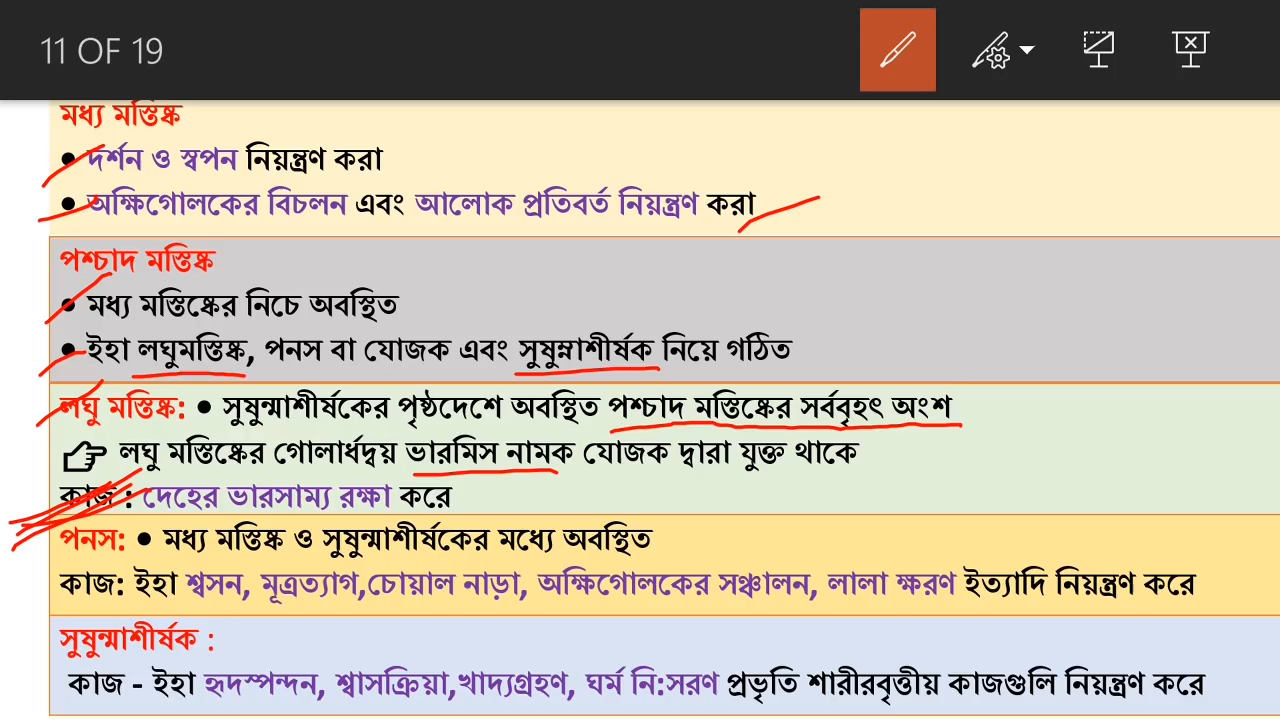 11 OF 19
মধ্য মস্তিষ্ক
• দর্শন ও স্বপন নিয়ন্ত্রণ করা
• অক্ষিগোলকের বিচলন এবং আলোক প্রতিবর্ত নিয়ন্ত্রণ করা
পশ্চাদ মস্তিষ্ক
• মধ্য মস্তিষ্কের নিচে অবস্থিত
• ইহা লঘুমস্তিষ্ক, পনস বা যোজক এবং সুষুম্নাশীর্ষক নিয়ে গঠিত
লঘু মস্তিষ্ক: • সুষুন্মাশীর্ষকের পৃষ্ঠদেশে অবস্থিত পশ্চাদ মস্তিষ্কের সর্ববৃহৎ অংশ
লঘু মস্তিষ্কের গোলার্ধদ্বয় ভারমিস নামক যোজক দ্বারা যুক্ত থাকে
কাজ : দেহের ভারসাম্য রক্ষা করে
পনস: • মধ্য মস্তিষ্ক ও সুষুন্মাশীর্ষকের মধ্যে অবস্থিত
কাজ: ইহা শ্বসন, মূত্রত্যাগ,চোয়াল নাড়া, অক্ষিগোলকের সঞ্চালন, লালা ক্ষরণ ইত্যাদি নিয়ন্ত্রণ করে
সুষুন্মাশীর্ষক :
কাজ - ইহা হৃদস্পন্দন, শ্বাসক্রিয়া,খাদ্যগ্রহণ, ঘর্ম নি:সরণ প্রভৃতি শারীরবৃত্তীয় কাজগুলি নিয়ন্ত্রণ করে